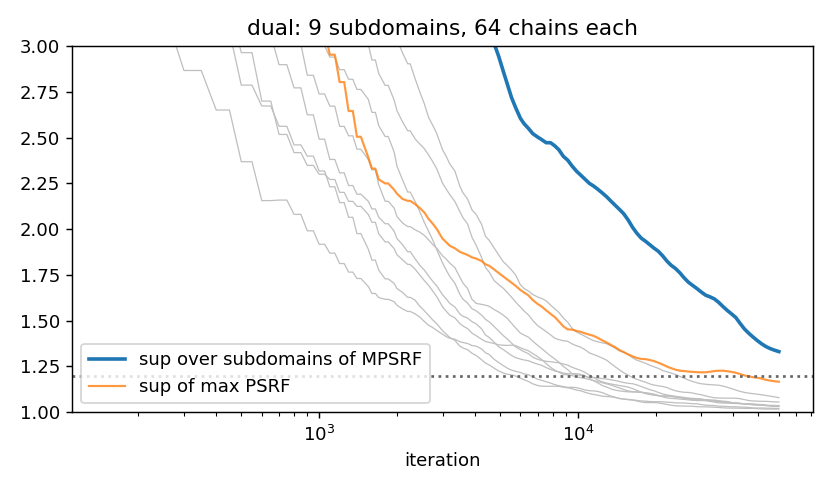 dual: 9 subdomains, 64 chains each
3.00
2.75
2.50
2.25
2.00
1.75
1.50
1.25
1.00
sup over subdomains of MPSRF
sup of max PSRF
10³ 10⁴
iteration